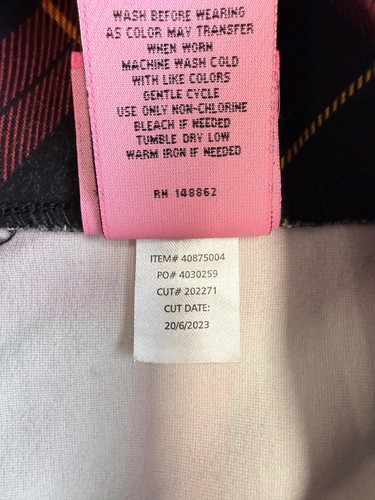 WASH BEFORE WEARING
AS COLOR MAY TRANSFER
WHEN WORN
MACHINE WASH COLD
WITH LIKE COLORS
GENTLE CYCLE
USE ONLY NON-CHLORINE
BLEACH IF NEEDED
TUMBLE DRY LOW
WARM IRON IF NEEDED
RN 148862
ITEM# 40875004
PO# 4030259
CUT# 202271
CUT DATE:
20/6/2023